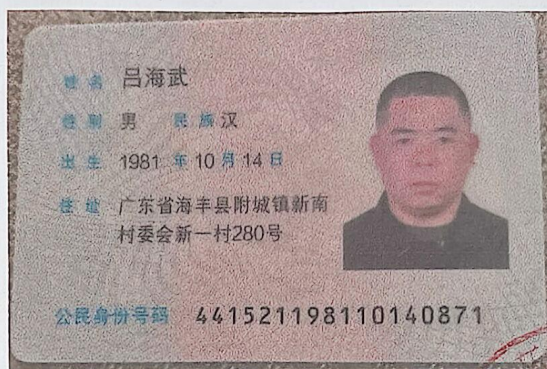 姓名 吕海武
性别 男 民族 汉
出生 1981 年 10 月 14 日
住址 广东省海丰县附城镇新南
村委会新一村280号
公民身份号码 441521198110140871